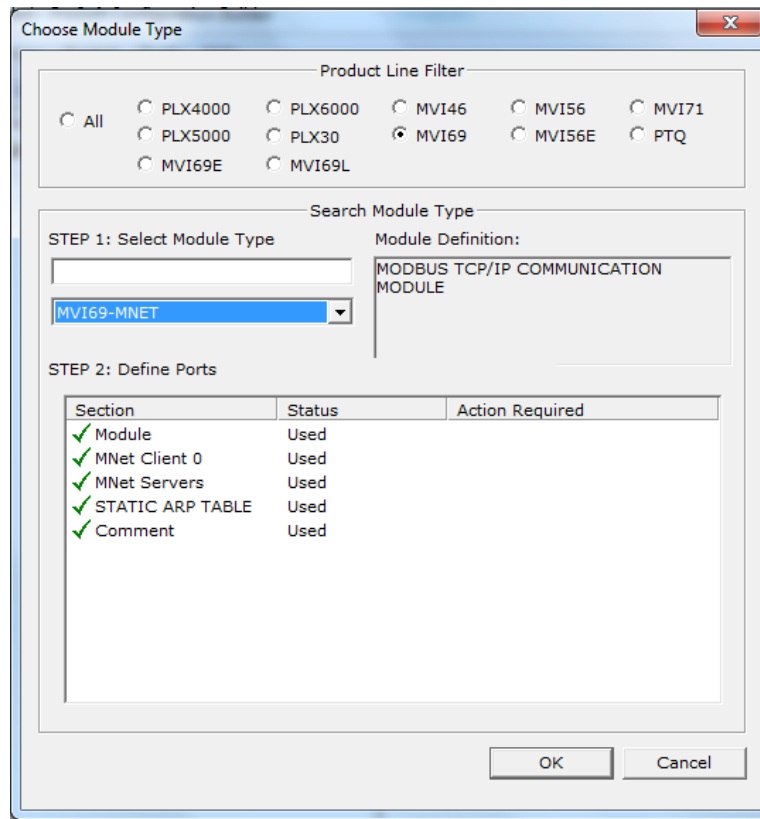 Choose Module Type
Product Line Filter
All
PLX4000 PLX6000 MVI46 MVI56 MVI71
PLX5000 PLX30 MVI69 MVI56E PTQ
MVI69E MVI69L
Search Module Type
STEP 1: Select Module Type Module Definition:
MODBUS TCP/IP COMMUNICATION
MODULE
MVI69-MNET
STEP 2: Define Ports
Section Status Action Required
Module Used
MNet Client 0 Used
MNet Servers Used
STATIC ARP TABLE Used
Comment Used
OK Cancel